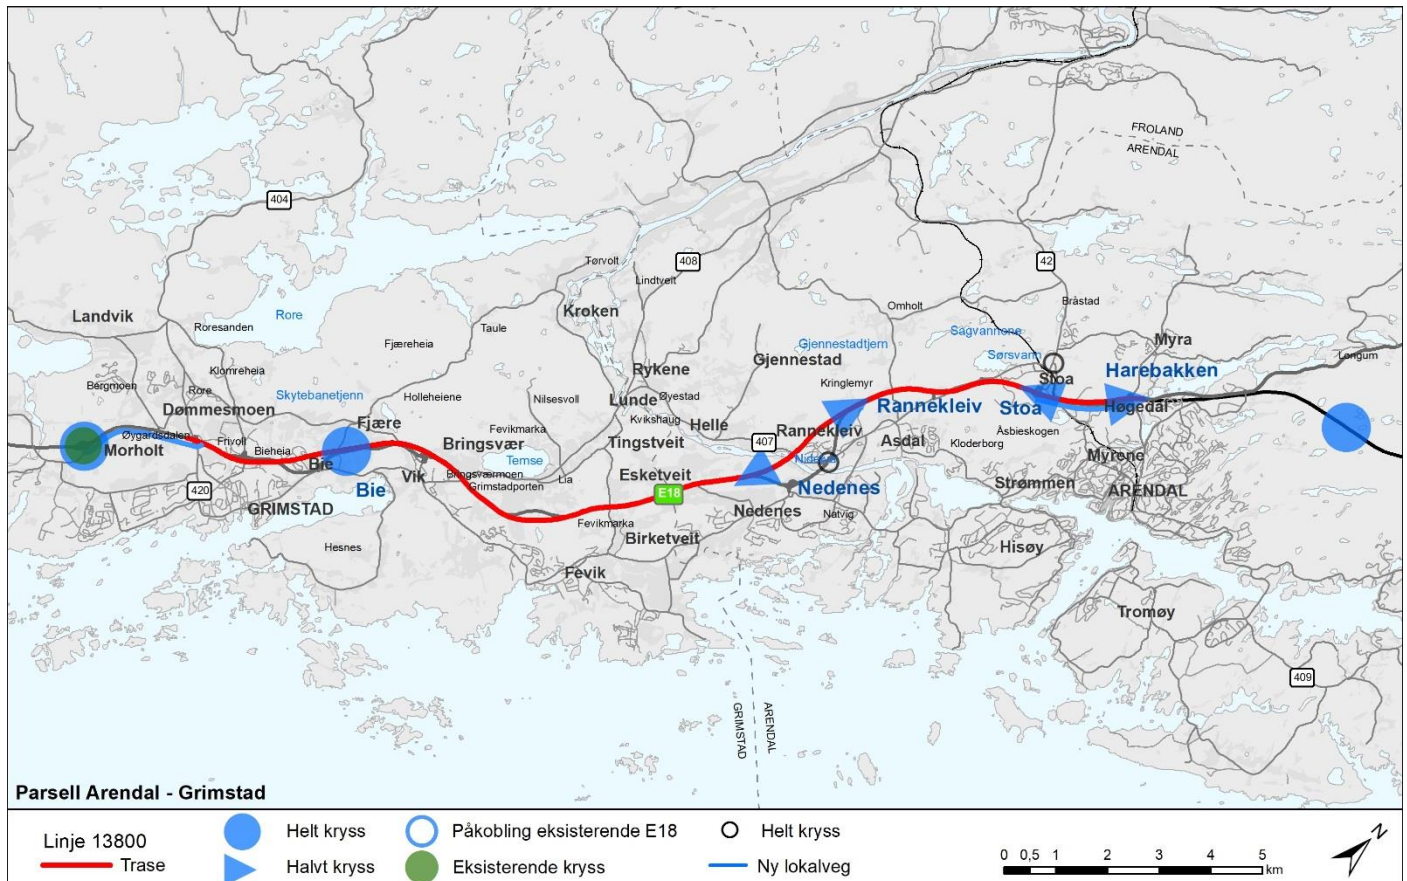 FROLAND
ARENDAL
404
408
42
Tørvolt
Lindtveit
Omholt
Bråstad
Landvik
Rore
Roresanden
Krøken
Taule
Fjæreheia
Sagvannene
Gjennestadtjern
Sørsvann
Myra
Longum
Gjennestad
Rykene
Harebakken
Klomreheia
Bergmoen
Rore
Skytebanetjenn
Holleheiene
Nilsesvoll
Lunde
Øyestad
Kringlemyr
Stoa
Rannekleiv
Stoa
Høgedal
Dømmesmoen
Fjære
Kvikshaug
Helle
Rannekleiv
Åsbieskogen
Øygardsdalen
Frivoll
Fevikmarka
Bringsvær
Tingstveit
407
Asdal
Kloderborg
Morholt
Bieheia
Bie
Temse
Nidelva
Myrene
Vik
Bringsværmoen
Grimstadporten
Lia
Esketveit
Strømmen
420
Bie
E18
Nedenes
ARENDAL
GRIMSTAD
Nedenes
Natvig
Fevikmarka
Birketveit
Hesnes
Hisøy
Fevik
Tromøy
409
GRIMSTAD
ARENDAL
Parsell Arendal - Grimstad
Linje 13800
Trase
Helt kryss
Halvt kryss
Påkobling eksisterende E18
Eksisterende kryss
Helt kryss
Ny lokalveg
0 0,5 1 2 3 4 5
km
N